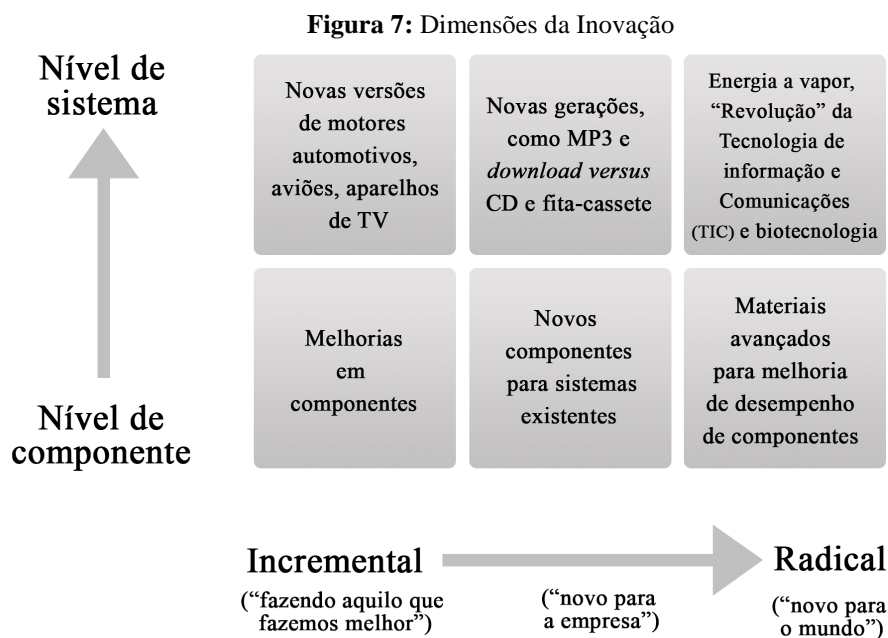 Figura 7: Dimensões da Inovação
Nível de
sistema
Novas versões
de motores
automotivos,
aviões, aparelhos
de TV
Novas gerações,
como MP3 e
download versus
CD e fita-cassete
Energia a vapor,
“Revolução” da
Tecnologia de
informação e
Comunicações
(TIC) e biotecnologia
Nível de
componente
Melhorias
em
componentes
Novos
componentes
para sistemas
existentes
Materiais
avançados
para melhoria
de desempenho
de componentes
Incremental
(“fazendo aquilo que
fazemos melhor”)
(“novo para
a empresa”)
Radical
(“novo para
o mundo”)